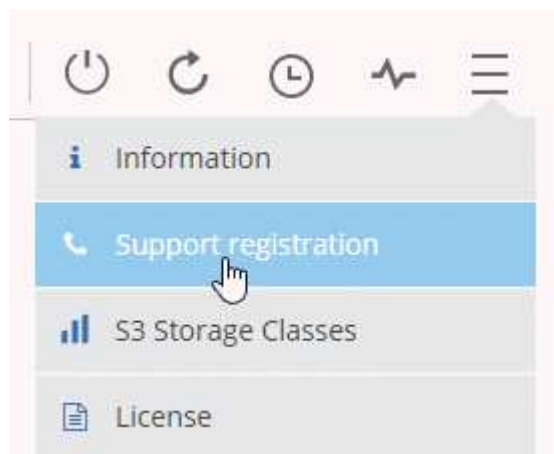 Information
Support registration
S3 Storage Classes
License